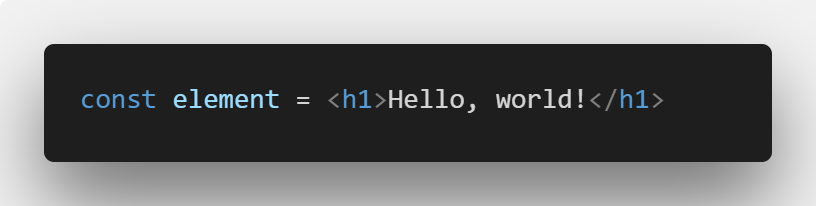 const element = <h1>Hello, world!</h1>